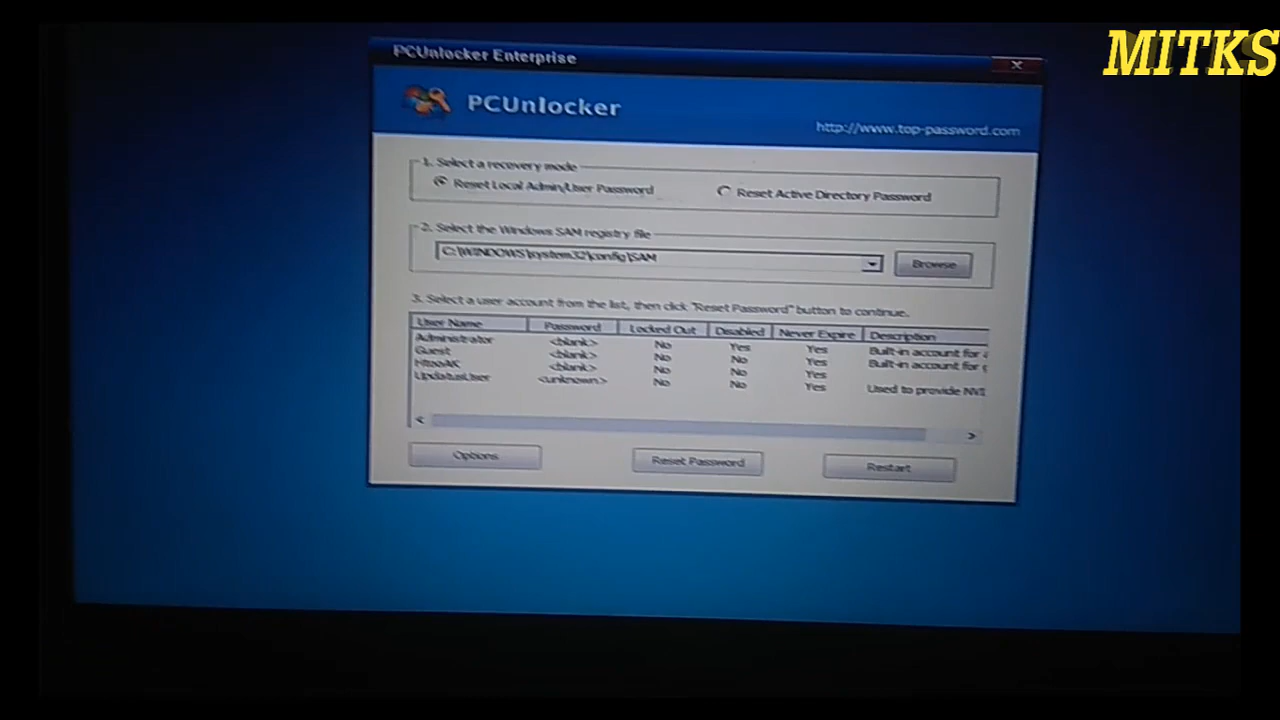 MITKS
PCUnlocker Enterprise
PCUnlocker
http://www.top-password.com
1. Select a recovery mode
Reset Local Admin/User Password Reset Active Directory Password
2. Select the Windows SAM registry file
C:\WINDOWS\system32\config\SAM Browse
3. Select a user account from the list, then click "Reset Password" button to continue.
User Name Password Locked Out Disabled Never Expire Description
Administrator <blank> No Yes Yes Built-in account for a
Guest <blank> No No Yes Built-in account for g
HtooAK <blank> No No Yes
UpdatusUser <unknown> No No Yes Used to provide NVI
Options Reset Password Restart